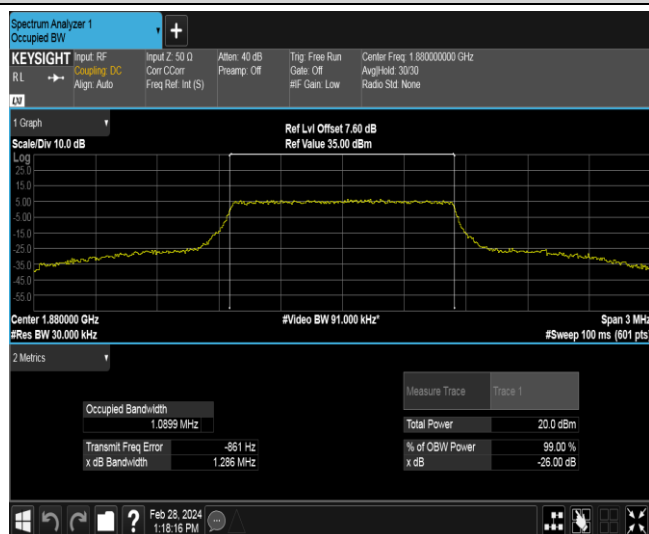 Spectrum Analyzer 1
Occupied BW
+
KEYSIGHT Input: RF Input Z: 50 Ω Atten: 40 dB Trig: Free Run Center Freq: 1.880000000 GHz
RL Coupling: DC Corr CCorr Preamp: Off Gate: Off Avg|Hold: 30/30
Align: Auto Freq Ref: Int (S) #IF Gain: Low Radio Std: None
LXI
1 Graph Ref Lvl Offset 7.60 dB
Scale/Div 10.0 dB Ref Value 35.00 dBm
Log
25.0
15.0
5.00
-5.00
-15.0
-25.0
-35.0
-45.0
-55.0
Center 1.880000 GHz #Video BW 91.000 kHz* Span 3 MHz
#Res BW 30.000 kHz #Sweep 100 ms (601 pts)
2 Metrics
Measure Trace Trace 1
Occupied Bandwidth
1.0899 MHz Total Power 20.0 dBm
Transmit Freq Error -861 Hz % of OBW Power 99.00 %
x dB Bandwidth 1.286 MHz x dB -26.00 dB
? Feb 28, 2024
1:18:16 PM